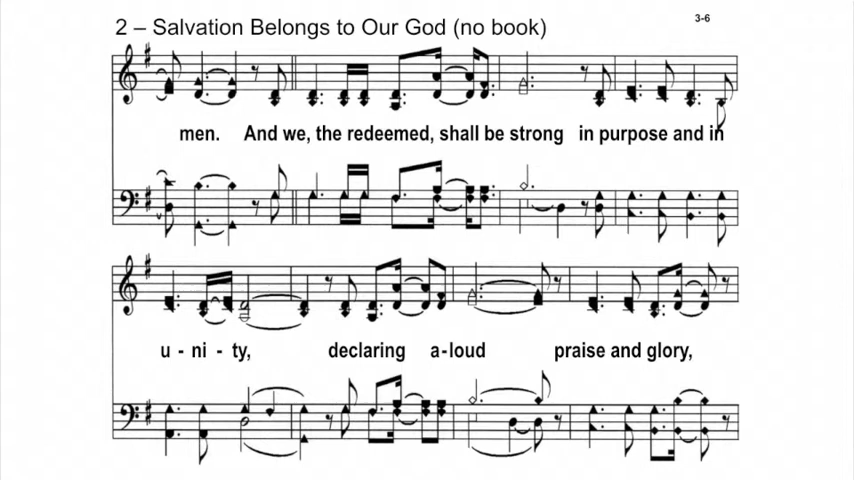 2 – Salvation Belongs to Our God (no book)
3-6
men. And we, the redeemed, shall be strong in purpose and in
u - ni - ty, declaring a-loud praise and glory,